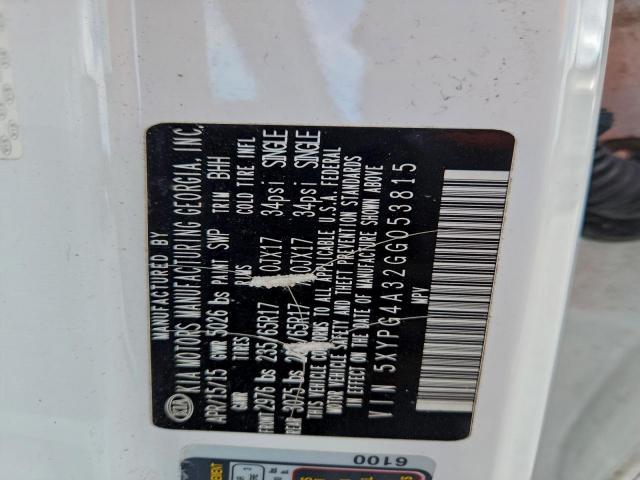 MANUFACTURED BY
KIA KIA MOTORS MANUFACTURING GEORGIA, INC.
APR/15/15 GVWR 5026 lbs PAINT SWP TRIM BHH
GAWR TIRES RIMS COLD TIRE INFL
FRONT 2976 lbs 235/65R17 0JX17 34psi SINGLE
REAR 3075 lbs /65R17 0JX17 34psi SINGLE
THIS VEHICLE CONFORMS TO ALL APPLICABLE U.S.A. FEDERAL
MOTOR VEHICLE SAFETY AND THEFT PREVENTION STANDARDS
IN EFFECT ON THE DATE OF MANUFACTURE SHOWN ABOVE
VIN 5XYPG4A32GG053815
MPV
6100